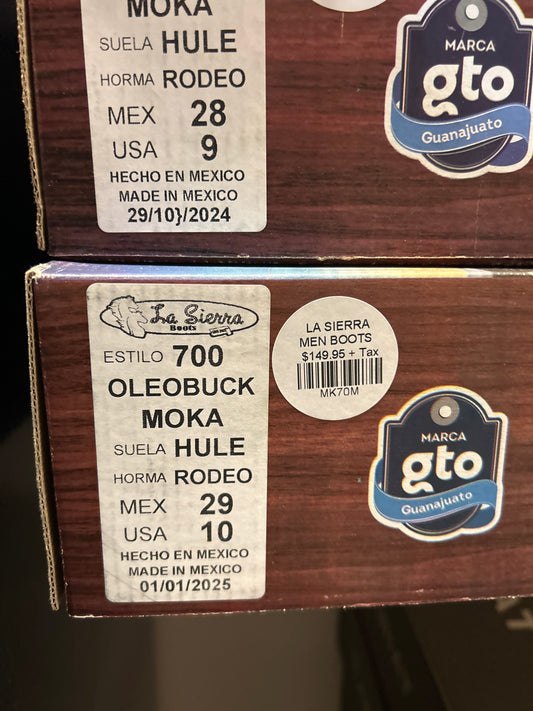 MOKA
SUELA HULE
HORMA RODEO
MEX 28
USA 9
HECHO EN MEXICO
MADE IN MEXICO
29/10}/2024
MARCA
gto
Guanajuato
La Sierra
Boots
ESTILO 700
OLEOBUCK
MOKA
SUELA HULE
HORMA RODEO
MEX 29
USA 10
HECHO EN MEXICO
MADE IN MEXICO
01/01/2025
LA SIERRA
MEN BOOTS
$149.95 + Tax
MK70M
MARCA
gto
Guanajuato